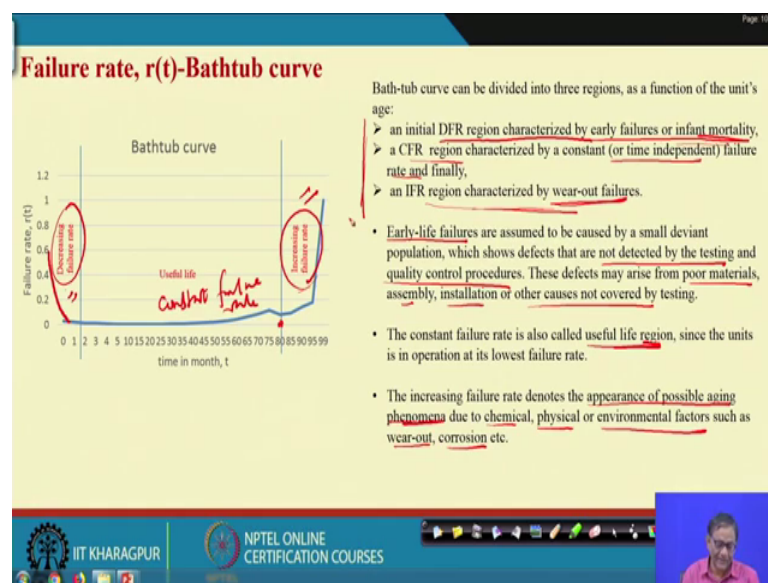 Page: 10
Failure rate, r(t)-Bathtub curve
Bathtub curve
1.2
1
0.8
0.6
0.4
0.2
0
Failure rate, r(t)
Decreasing
failure rate
Useful life
constant failure
rate
Increasing
failure rate
0 1 2 3 4 5 10 15 20 25 30 35 40 45 50 55 60 65 70 75 80 85 90 95 99
time in month, t
Bath-tub curve can be divided into three regions, as a function of the unit's
age:
➢ an initial DFR region characterized by early failures or infant mortality,
➢ a CFR region characterized by a constant (or time independent) failure
rate and finally,
➢ an IFR region characterized by wear-out failures.
• Early-life failures are assumed to be caused by a small deviant
population, which shows defects that are not detected by the testing and
quality control procedures. These defects may arise from poor materials,
assembly, installation or other causes not covered by testing.
• The constant failure rate is also called useful life region, since the units
is in operation at its lowest failure rate.
• The increasing failure rate denotes the appearance of possible aging
phenomena due to chemical, physical or environmental factors such as
wear-out, corrosion etc.
IIT KHARAGPUR
NPTEL ONLINE
CERTIFICATION COURSES